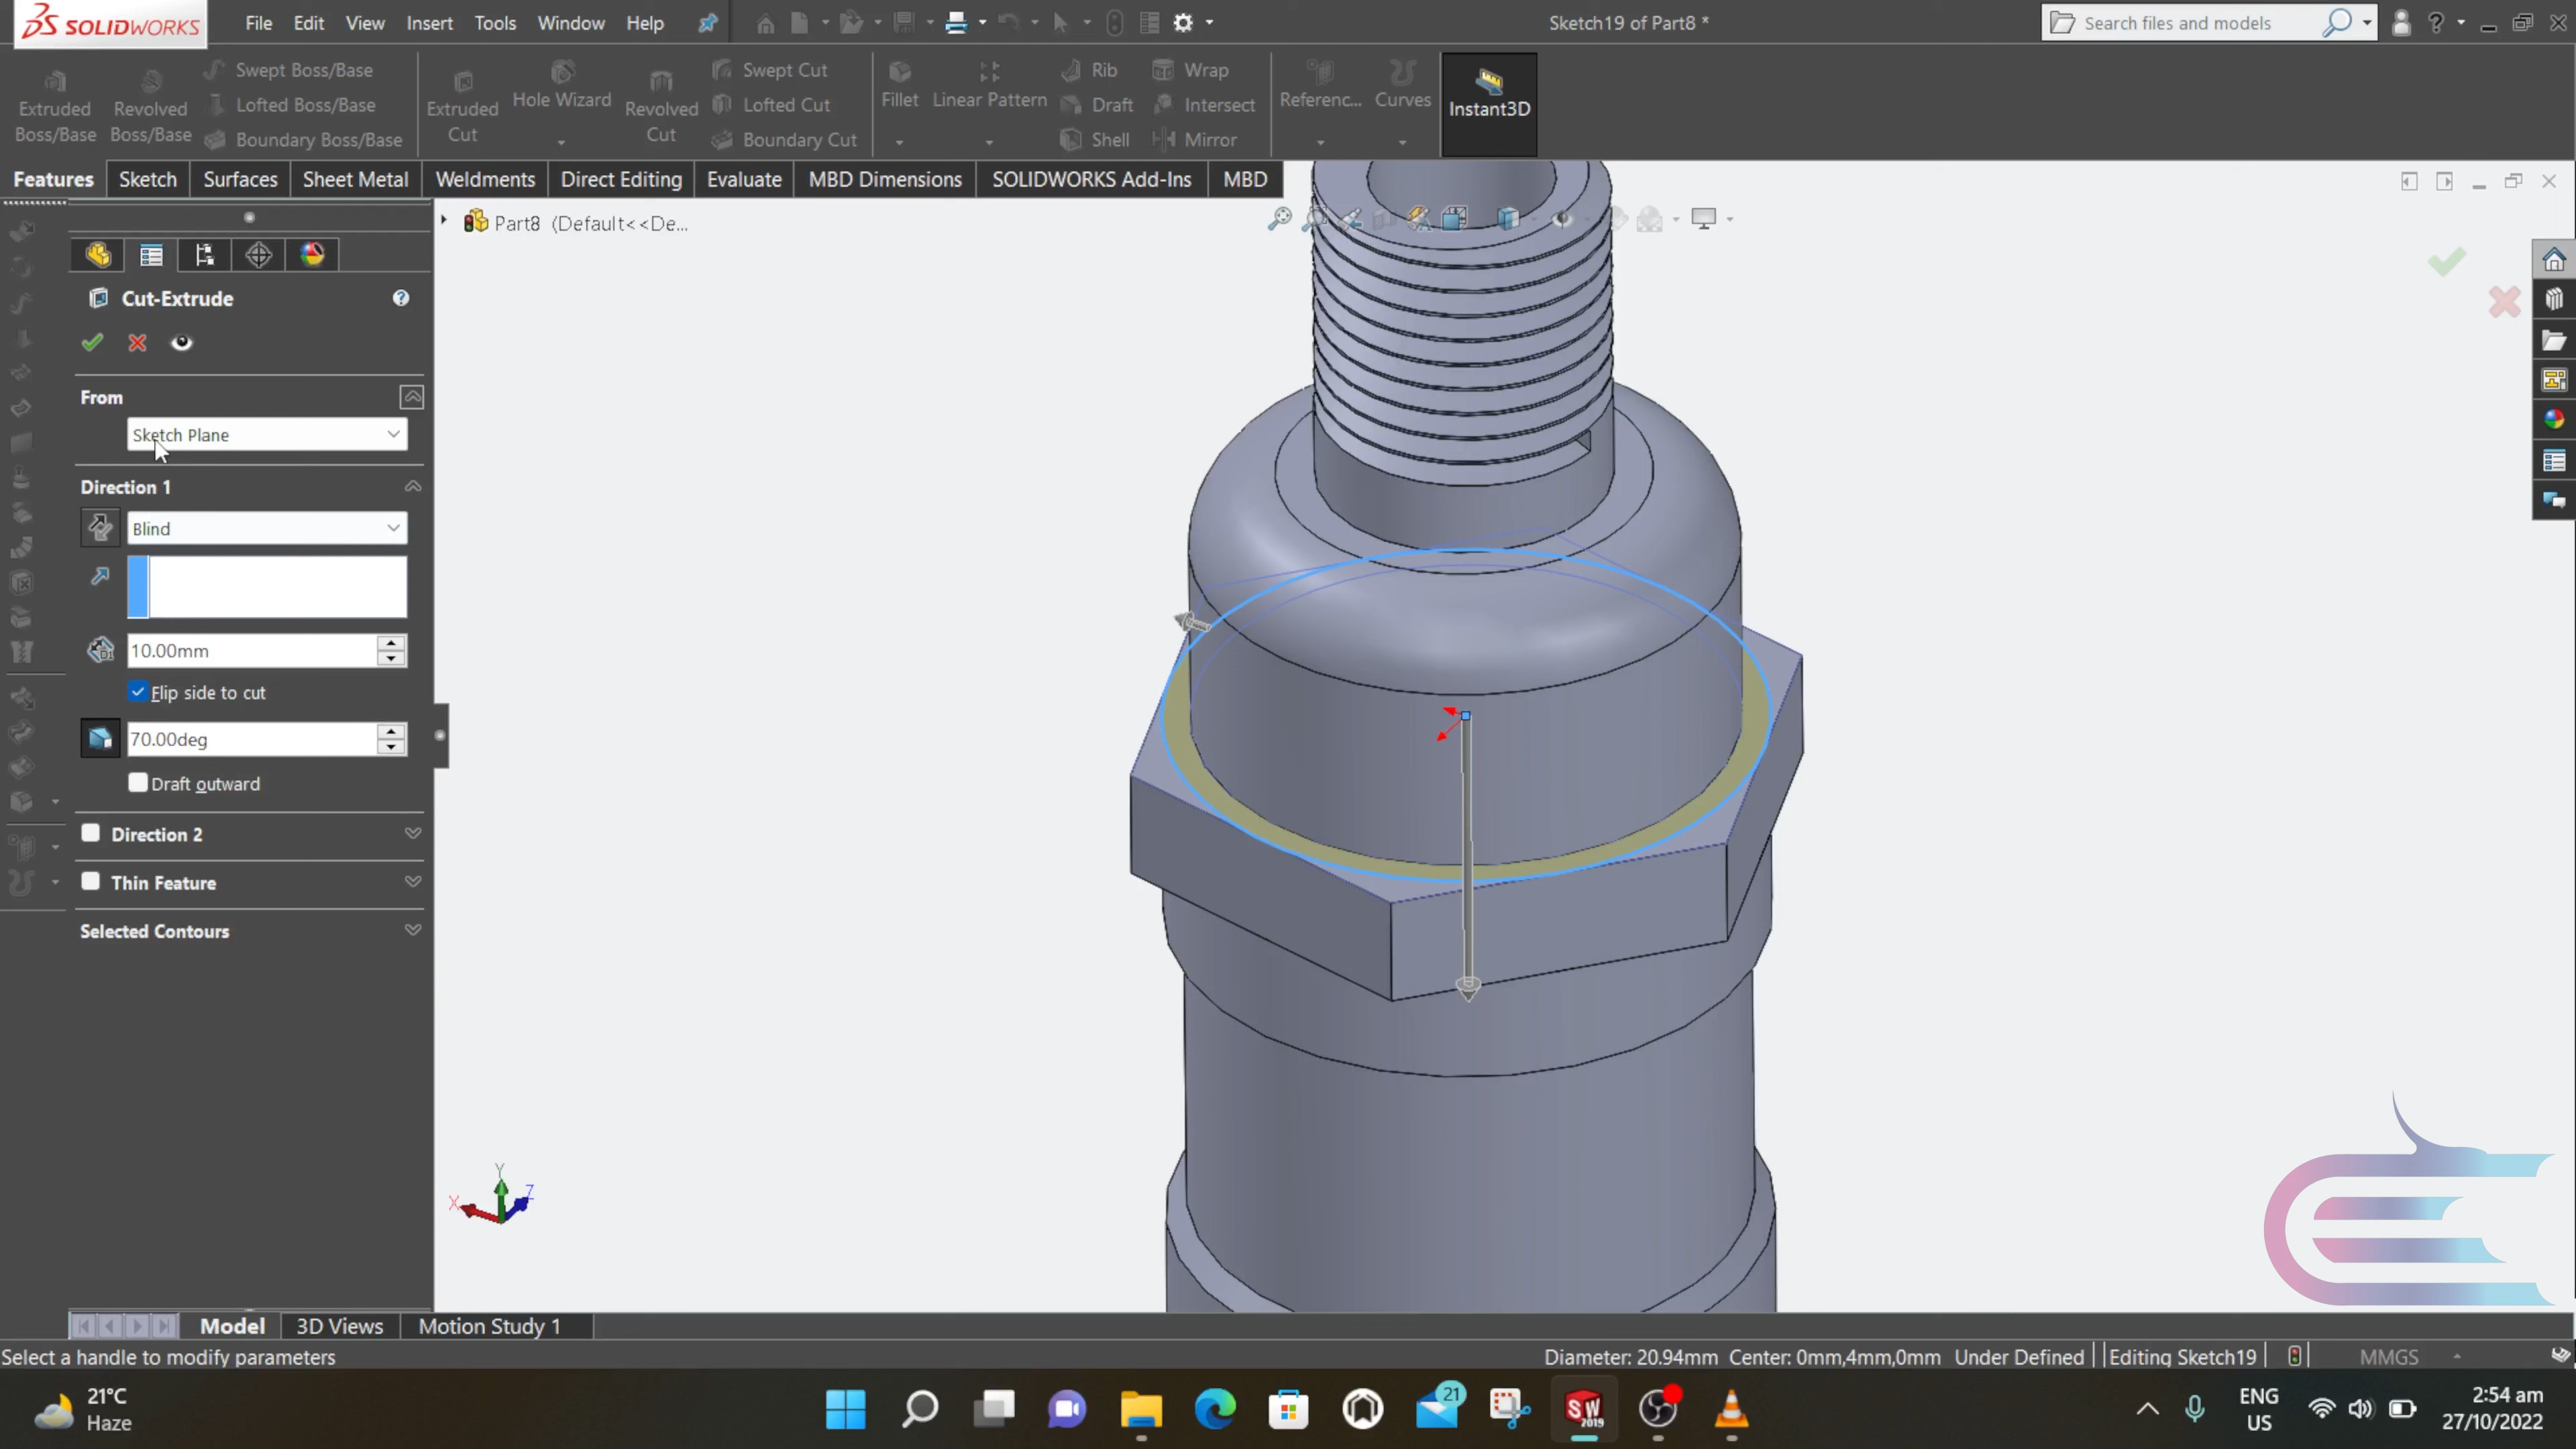 SOLIDWORKS
File Edit View Insert Tools Window Help
Sketch19 of Part8 *
Search files and models
Extruded Boss/Base
Revolved Boss/Base
Swept Boss/Base
Lofted Boss/Base
Boundary Boss/Base
Extruded Cut
Hole Wizard
Revolved Cut
Swept Cut
Lofted Cut
Boundary Cut
Fillet
Linear Pattern
Rib
Draft
Shell
Wrap
Intersect
Mirror
Referenc...
Curves
Instant3D
Features Sketch Surfaces Sheet Metal Weldments Direct Editing Evaluate MBD Dimensions SOLIDWORKS Add-Ins MBD
Part8 (Default<<De...
Cut-Extrude
From
Sketch Plane
Direction 1
Blind
10.00mm
Flip side to cut
70.00deg
Draft outward
Direction 2
Thin Feature
Selected Contours
Y
X
Z
Model 3D Views Motion Study 1
Select a handle to modify parameters
Diameter: 20.94mm Center: 0mm,4mm,0mm Under Defined Editing Sketch19 MMGS
21°C
Haze
21
SW
2019
ENG
US
2:54 am
27/10/2022